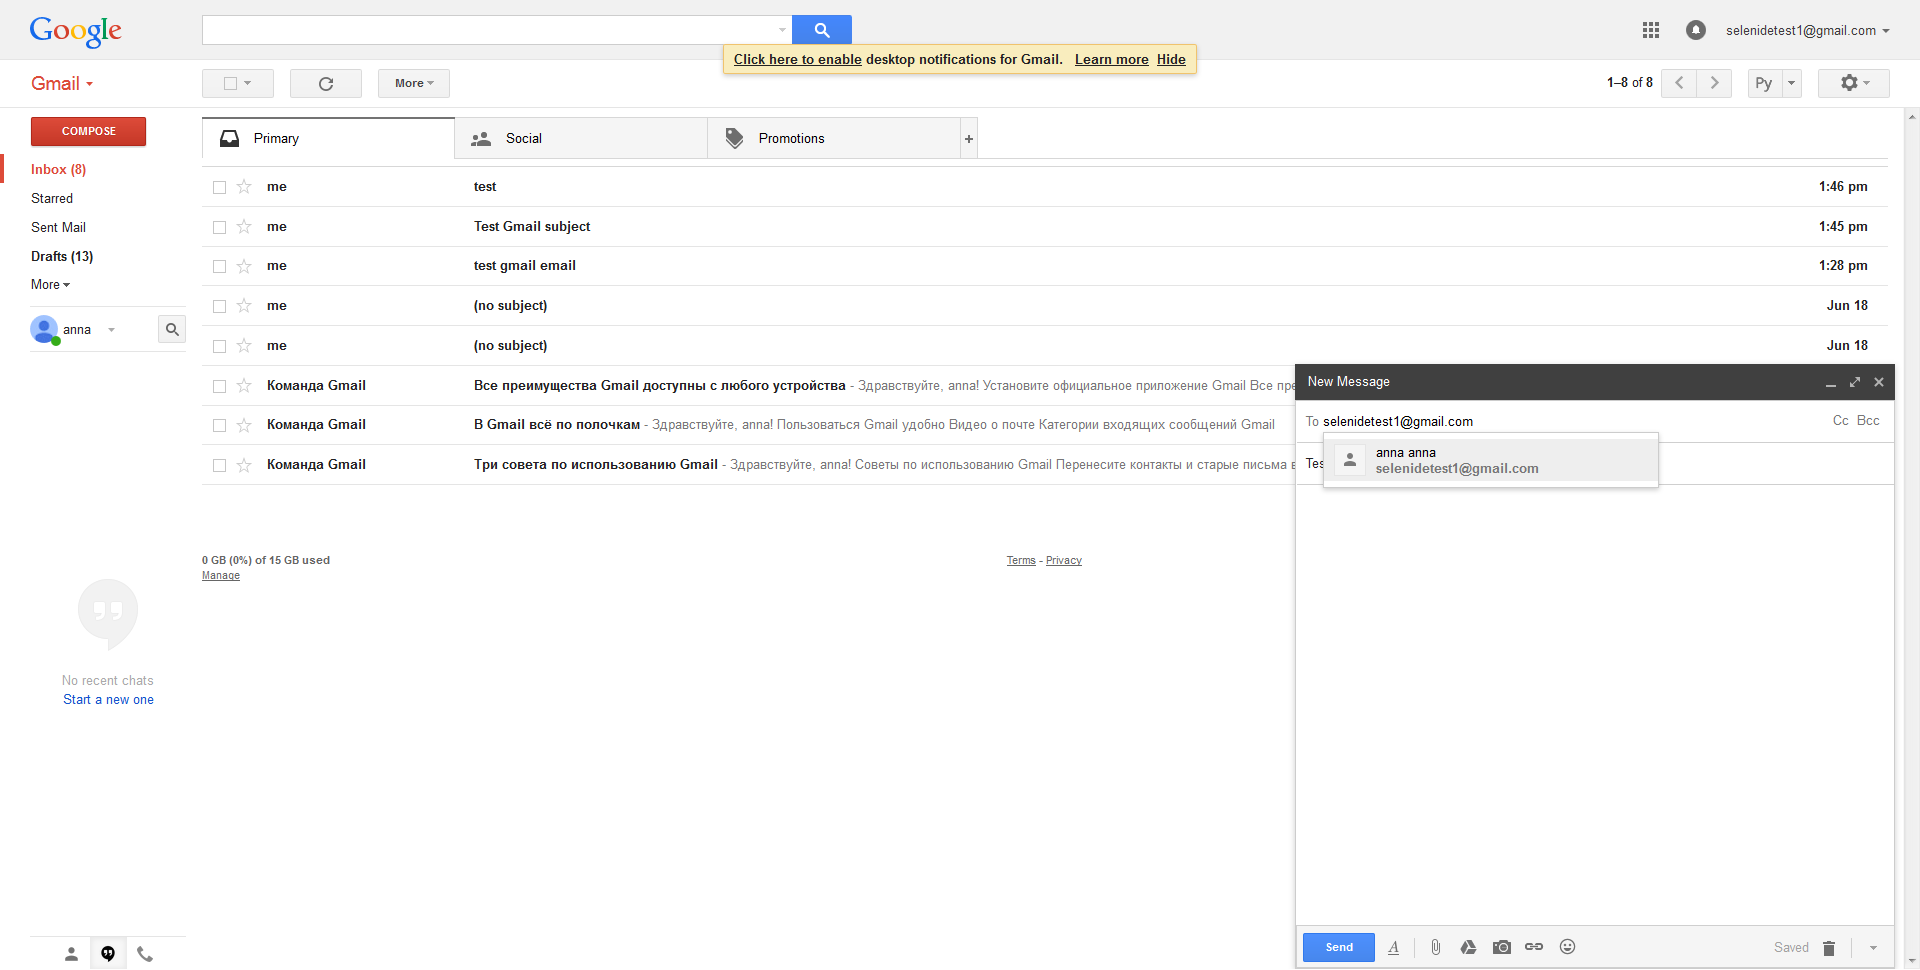 Google
selenidetest1@gmail.com
Click here to enable desktop notifications for Gmail. Learn more Hide
Gmail
More
1–8 of 8
Ру
COMPOSE
Primary
Social
Promotions
+
Inbox (8)
Starred
Sent Mail
Drafts (13)
More
anna
me test 1:46 pm
me Test Gmail subject 1:45 pm
me test gmail email 1:28 pm
me (no subject) Jun 18
me (no subject) Jun 18
Команда Gmail Все преимущества Gmail доступны с любого устройства - Здравствуйте, anna! Установите официальное приложение Gmail Все
Команда Gmail В Gmail всё по полочкам - Здравствуйте, anna! Пользоваться Gmail удобно Видео о почте Категории входящих сообщений Gmail
Команда Gmail Три совета по использованию Gmail - Здравствуйте, anna! Советы по использованию Gmail Перенесите контакты и старые письма
New Message
To selenidetest1@gmail.com Cc Bcc
anna anna
selenidetest1@gmail.com
0 GB (0%) of 15 GB used
Manage
Terms - Privacy
No recent chats
Start a new one
Send
A
Saved